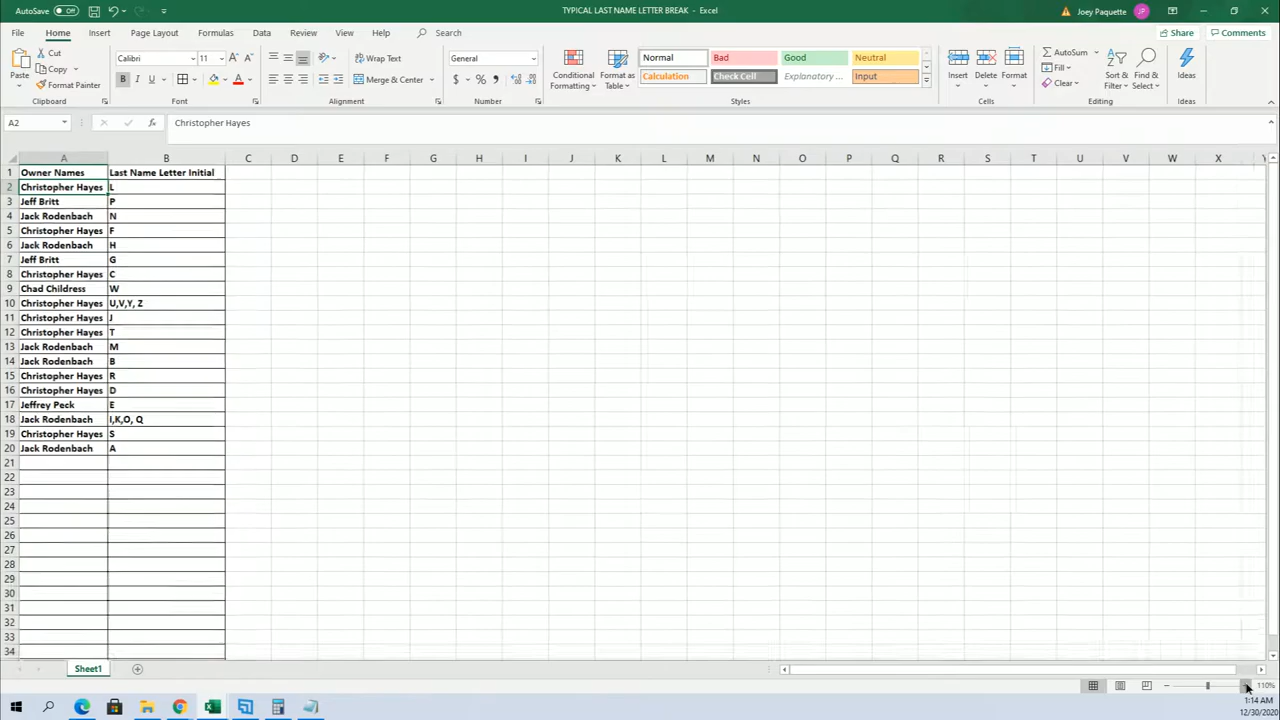 AutoSave Off TYPICAL LAST NAME LETTER BREAK - Excel Joey Paquette JP
File Home Insert Page Layout Formulas Data Review View Help Search Share Comments
Paste Cut Copy Format Painter Clipboard
Calibri 11 A A B I U A Font
ab Wrap Text Merge & Center Alignment
General $ % , Number
Conditional Formatting Format as Table Normal Bad Good Neutral Calculation Check Cell Explanatory ... Input Styles
Insert Delete Format Cells
AutoSum Fill Clear Sort & Filter Find & Select Editing
Ideas Ideas
A2 fx Christopher Hayes
A B C D E F G H I J K L M N O P Q R S T U V W X Y
1 Owner Names Last Name Letter Initial
2 Christopher Hayes L
3 Jeff Britt P
4 Jack Rodenbach N
5 Christopher Hayes F
6 Jack Rodenbach H
7 Jeff Britt G
8 Christopher Hayes C
9 Chad Childress W
10 Christopher Hayes U,V,Y, Z
11 Christopher Hayes J
12 Christopher Hayes T
13 Jack Rodenbach M
14 Jack Rodenbach B
15 Christopher Hayes R
16 Christopher Hayes D
17 Jeffrey Peck E
18 Jack Rodenbach I,K,O, Q
19 Christopher Hayes S
20 Jack Rodenbach A
21
22
23
24
25
26
27
28
29
30
31
32
33
34
Sheet1
110%
1:14 AM
12/30/2020